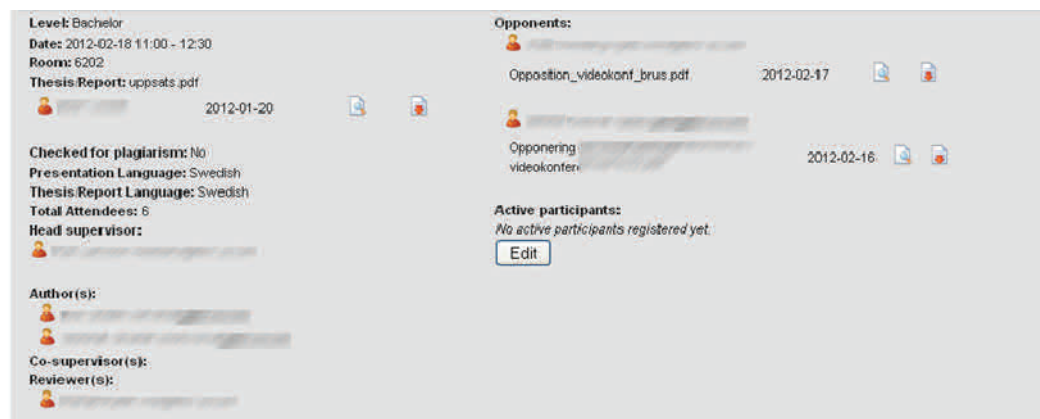 Level: Bachelor
Date: 2012-02-18 11:00 - 12:30
Room: 6202
Thesis/Report: uppsats.pdf
2012-01-20
Checked for plagiarism: No
Presentation Language: Swedish
Thesis/Report Language: Swedish
Total Attendees: 6
Head supervisor:
Author(s):
Co-supervisor(s):
Reviewer(s):
Opponents:
Opposition_videokonf_brus.pdf 2012-02-17
Opponering
videokonfer 2012-02-16
Active participants:
No active participants registered yet.
Edit